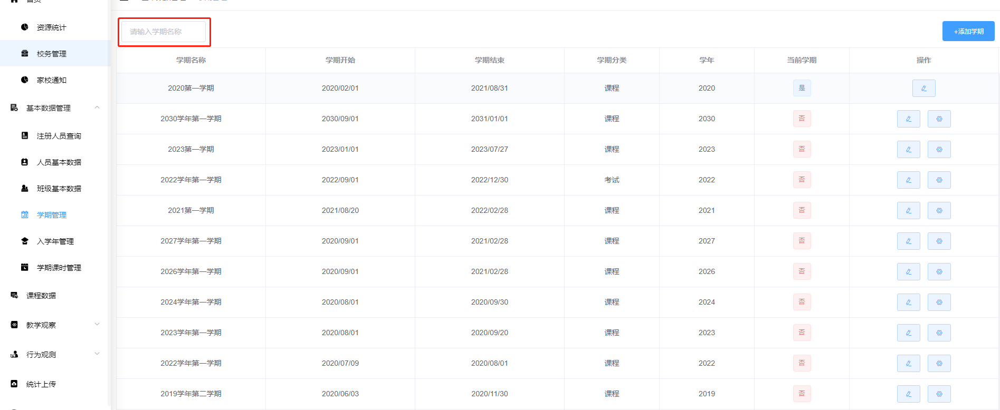 首页
资源统计
校务管理
家校通知
基本数据管理
注册人员查询
人员基本数据
班级基本数据
学期管理
入学年管理
学期课时管理
课程数据
教学观察
行为观测
统计上传
请输入学期名称
+添加学期
学期名称 学期开始 学期结束 学期分类 学年 当前学期 操作
2020第一学期 2020/02/01 2021/08/31 课程 2020 是
2030学年第一学期 2030/09/01 2031/01/01 课程 2030 否
2023第一学期 2023/01/01 2023/07/27 课程 2023 否
2022学年第一学期 2022/09/01 2022/12/30 考试 2022 否
2021第一学期 2021/08/20 2022/02/28 课程 2021 否
2027学年第一学期 2020/09/01 2021/02/28 课程 2027 否
2026学年第一学期 2020/09/01 2021/02/28 课程 2026 否
2024学年第一学期 2020/08/01 2020/09/30 课程 2024 否
2023学年第一学期 2020/08/01 2020/09/20 课程 2023 否
2022学年第一学期 2020/07/09 2020/08/01 课程 2022 否
2019学年第二学期 2020/06/03 2020/11/30 课程 2019 否